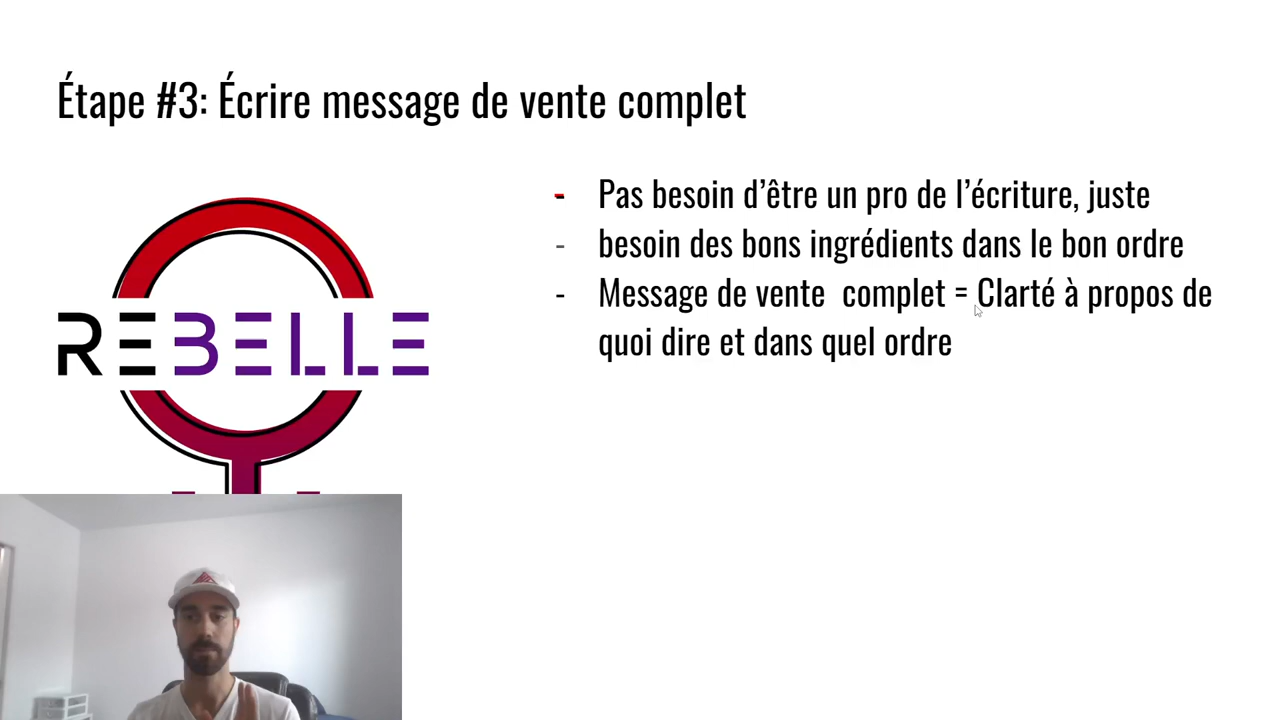 Étape #3: Écrire message de vente complet
- Pas besoin d’être un pro de l’écriture, juste
- besoin des bons ingrédients dans le bon ordre
- Message de vente  complet = Clarté à propos de
quoi dire et dans quel ordre
REBELLE